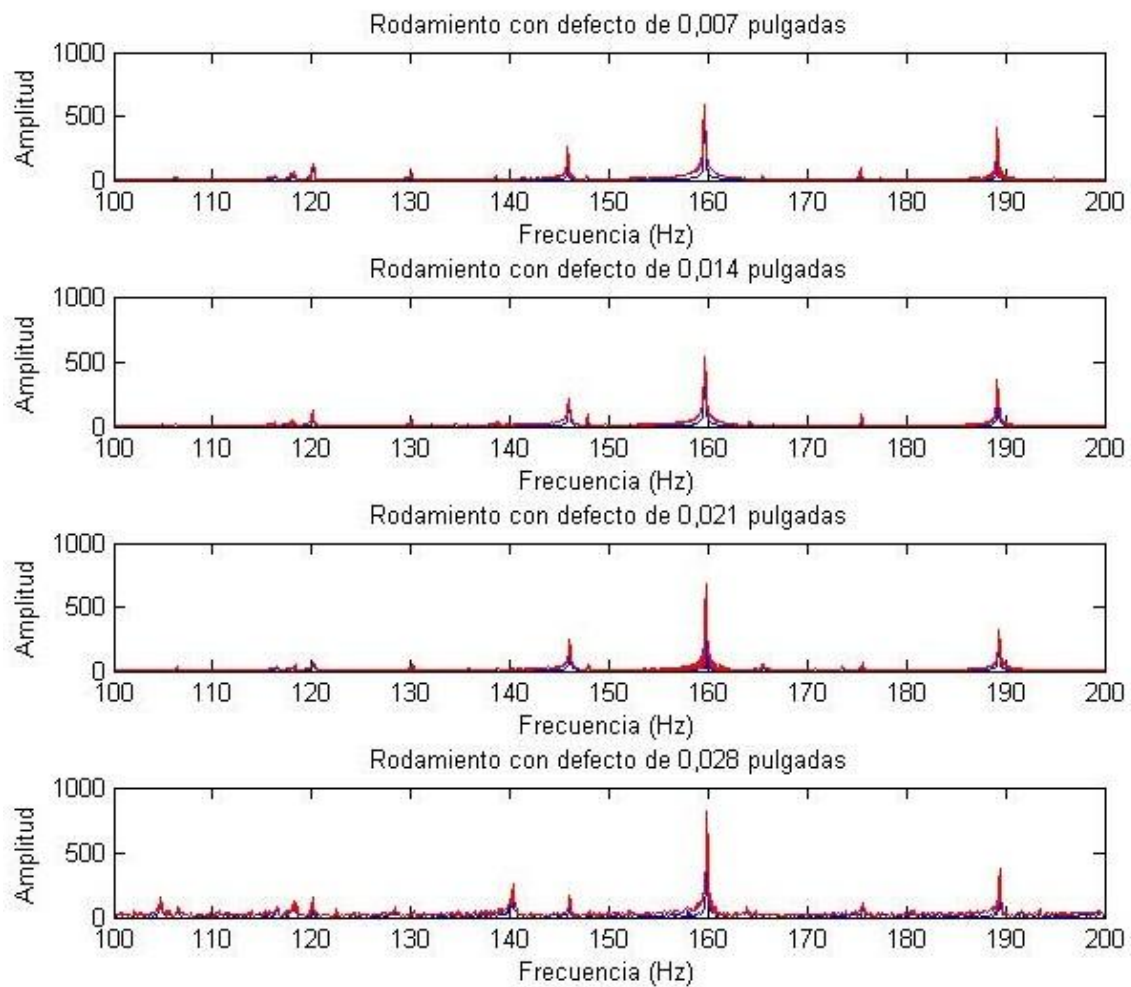 Rodamiento con defecto de 0,007 pulgadas
1000
500
0
Amplitud
100 110 120 130 140 150 160 170 180 190 200
Frecuencia (Hz)
Rodamiento con defecto de 0,014 pulgadas
1000
500
0
Amplitud
100 110 120 130 140 150 160 170 180 190 200
Frecuencia (Hz)
Rodamiento con defecto de 0,021 pulgadas
1000
500
0
Amplitud
100 110 120 130 140 150 160 170 180 190 200
Frecuencia (Hz)
Rodamiento con defecto de 0,028 pulgadas
1000
500
0
Amplitud
100 110 120 130 140 150 160 170 180 190 200
Frecuencia (Hz)